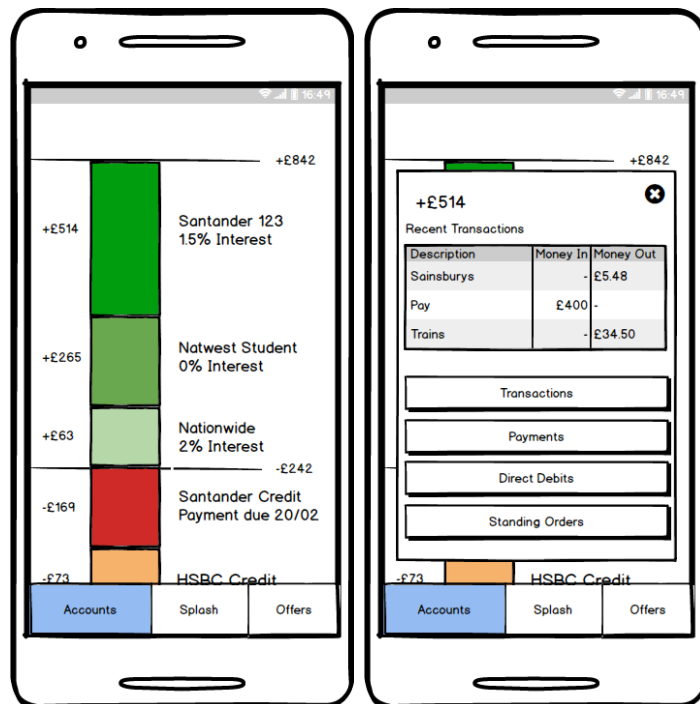 16:49
+£842
+£514
Santander 123
1.5% Interest
+£265
Natwest Student
0% Interest
+£63
Nationwide
2% Interest
-£242
-£169
Santander Credit
Payment due 20/02
-£73
HSBC Credit
Accounts
Splash
Offers
16:49
+£842
+£514
Recent Transactions
Description Money In Money Out
Sainsburys - £5.48
Pay £400 -
Trains - £34.50
Transactions
Payments
Direct Debits
Standing Orders
-£73
HSBC Credit
Accounts
Splash
Offers